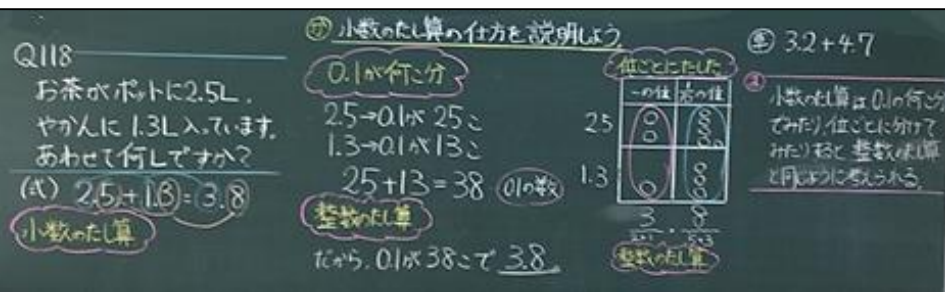 Q118
お茶がポットに2.5L、
やかんに1.3L入っています。
あわせて何Lですか?
(式) 2.5+1.3=3.8
小数のたし算
小数のたし算の仕方を説明しよう
0.1が何こ分
2.5→0.1が25こ
1.3→0.1が13こ
25+13=38 0.1の数
整数のたし算
だから、0.1が38こで3.8。
位ごとにたした
一の位 1/10の位
2.5
1.3
3 . 8
2+1 5+3
整数のたし算
3.2+4.7
小数のたし算は0.1の何こ分
でみたり、位ごとに分けて
みたりすると整数のたし算
と同じように考えられる。